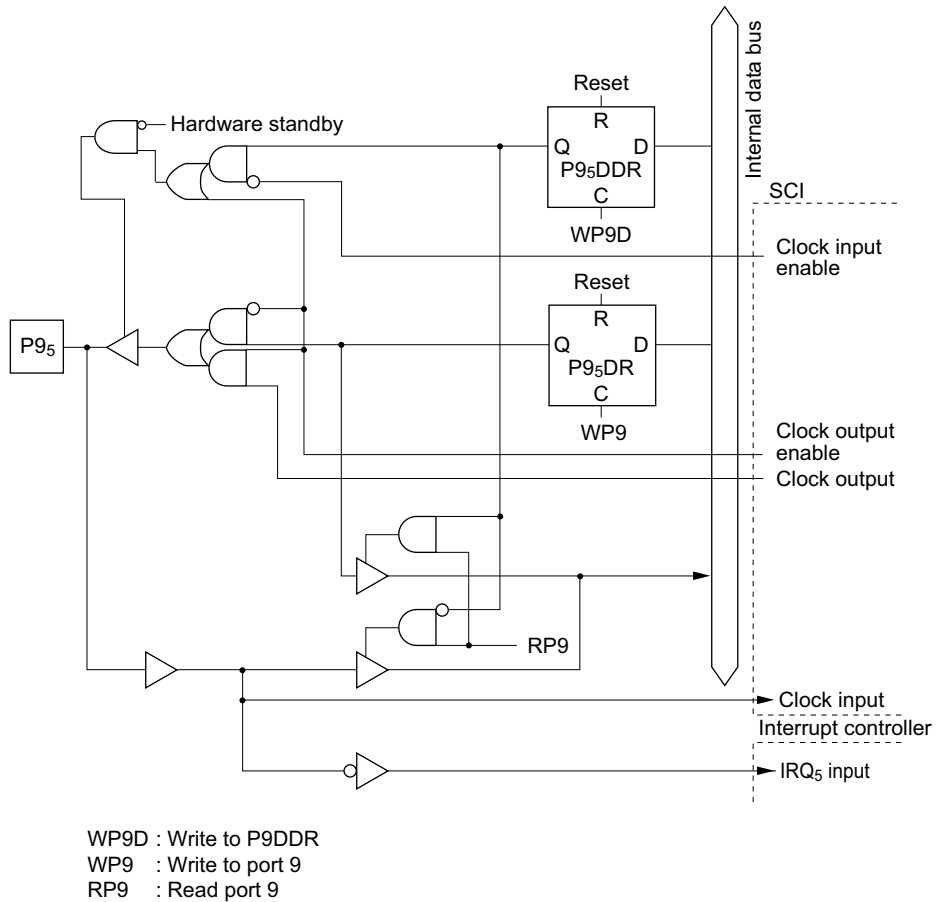 Reset
Hardware standby
R
Q D
P9₅DDR
C
WP9D
Internal data bus
SCI
Clock input
enable
Reset
R
Q D
P9₅DR
C
WP9
P9₅
Clock output
enable
Clock output
RP9
Clock input
Interrupt controller
IRQ₅ input
WP9D : Write to P9DDR
WP9 : Write to port 9
RP9 : Read port 9